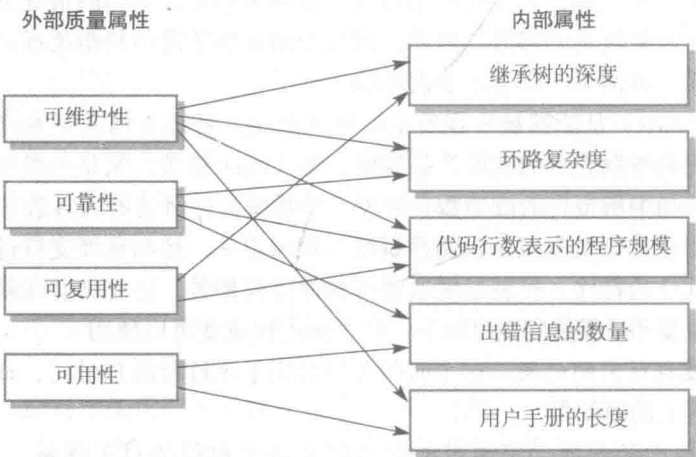 外部质量属性
内部属性
可维护性
可靠性
可复用性
可用性
继承树的深度
环路复杂度
代码行数表示的程序规模
出错信息的数量
用户手册的长度